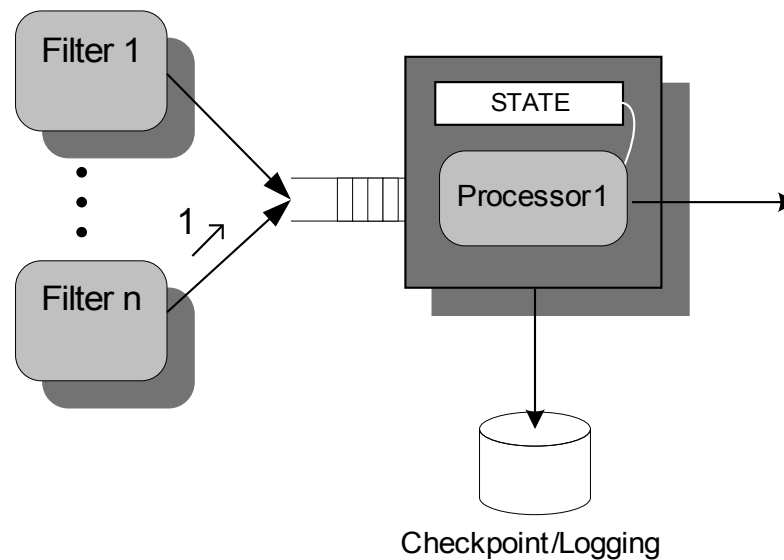 Filter 1
STATE
Processor1
1
Filter n
Checkpoint/Logging